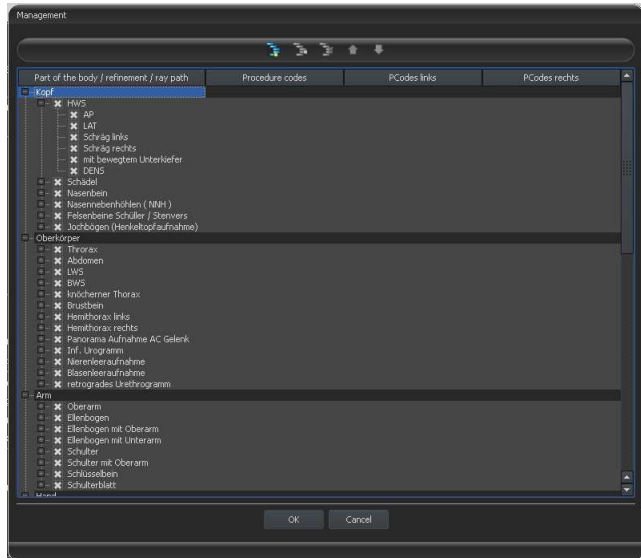 Management
Part of the body / refinement / ray path Procedure codes PCodes links PCodes rechts
Kopf
HWS
AP
LAT
Schräg links
Schräg rechts
mit bewegtem Unterkiefer
DENS
Schädel
Nasenbein
Nasennebenhöhlen ( NNH )
Felsenbeine Schüller / Stenvers
Jochbögen (Henkeltopfaufnahme)
Oberkörper
Throrax
Abdomen
LWS
BWS
knöcherner Thorax
Brustbein
Hemithorax links
Hemithorax rechts
Panorama Aufnahme AC Gelenk
Inf. Urogramm
Nierenleeraufnahme
Blasenleeraufnahme
retrogrades Urethrogramm
Arm
Oberarm
Ellenbogen
Ellenbogen mit Oberarm
Ellenbogen mit Unterarm
Schulter
Schulter mit Oberarm
Schlüsselbein
Schulterblatt
Hand
OK Cancel